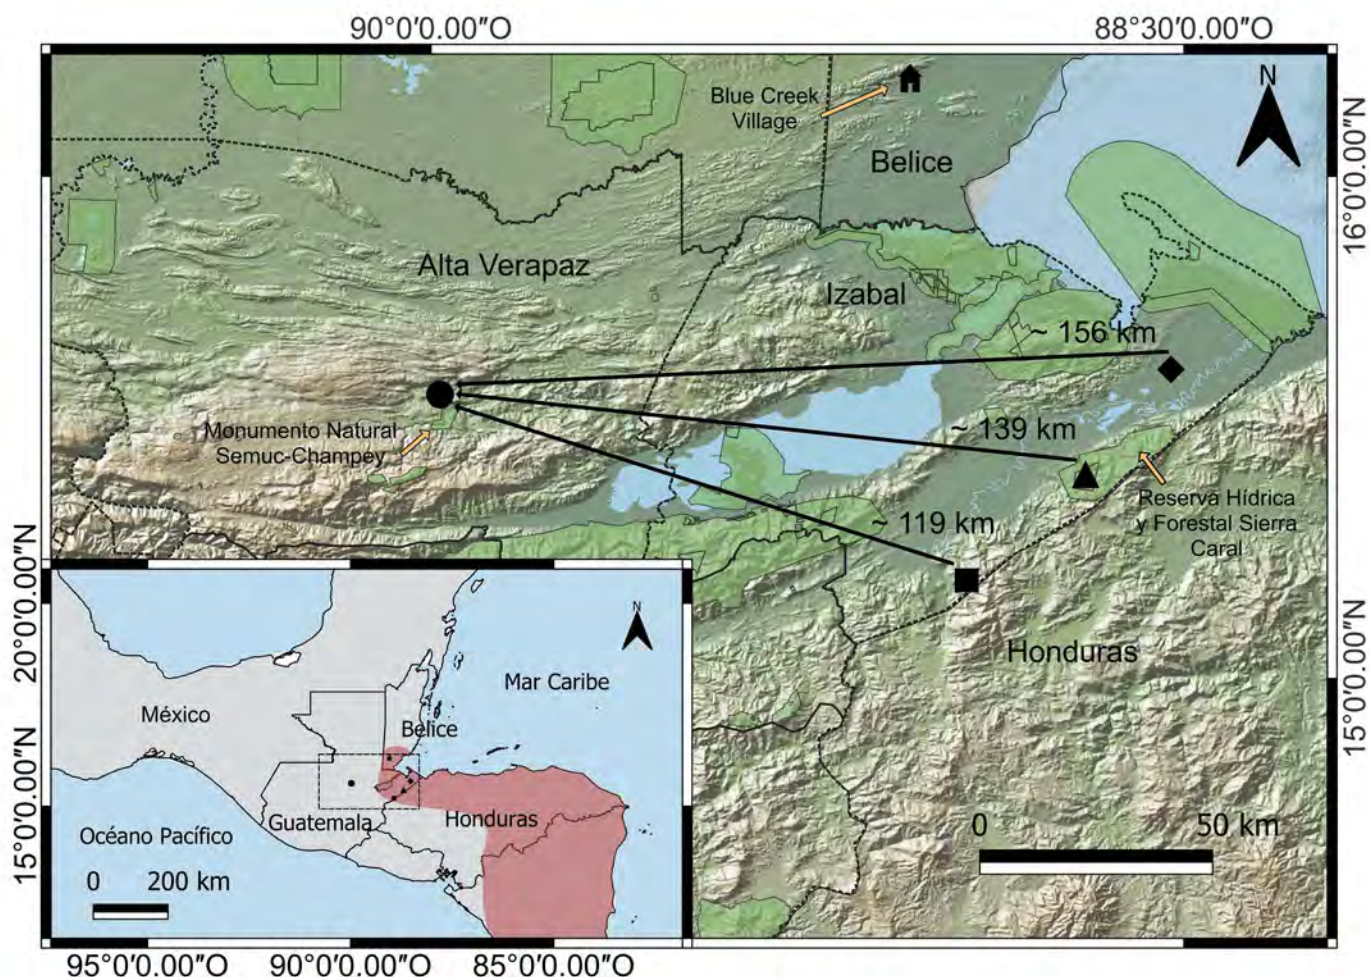 90°0′0.00″O
88°30′0.00″O
N
Blue Creek
Village
Belice
16°0′0.00″N
Alta Verapaz
Izabal
~ 156 km
Monumento Natural
Semuc-Champey
~ 139 km
Reserva Hídrica
y Forestal Sierra
Caral
~ 119 km
Honduras
15°0′0.00″N
0
50 km
20°0′0.00″N
15°0′0.00″N
N
Mar Caribe
México
Belice
Guatemala
Honduras
Océano Pacífico
0
200 km
95°0′0.00″O
90°0′0.00″O
85°0′0.00″O